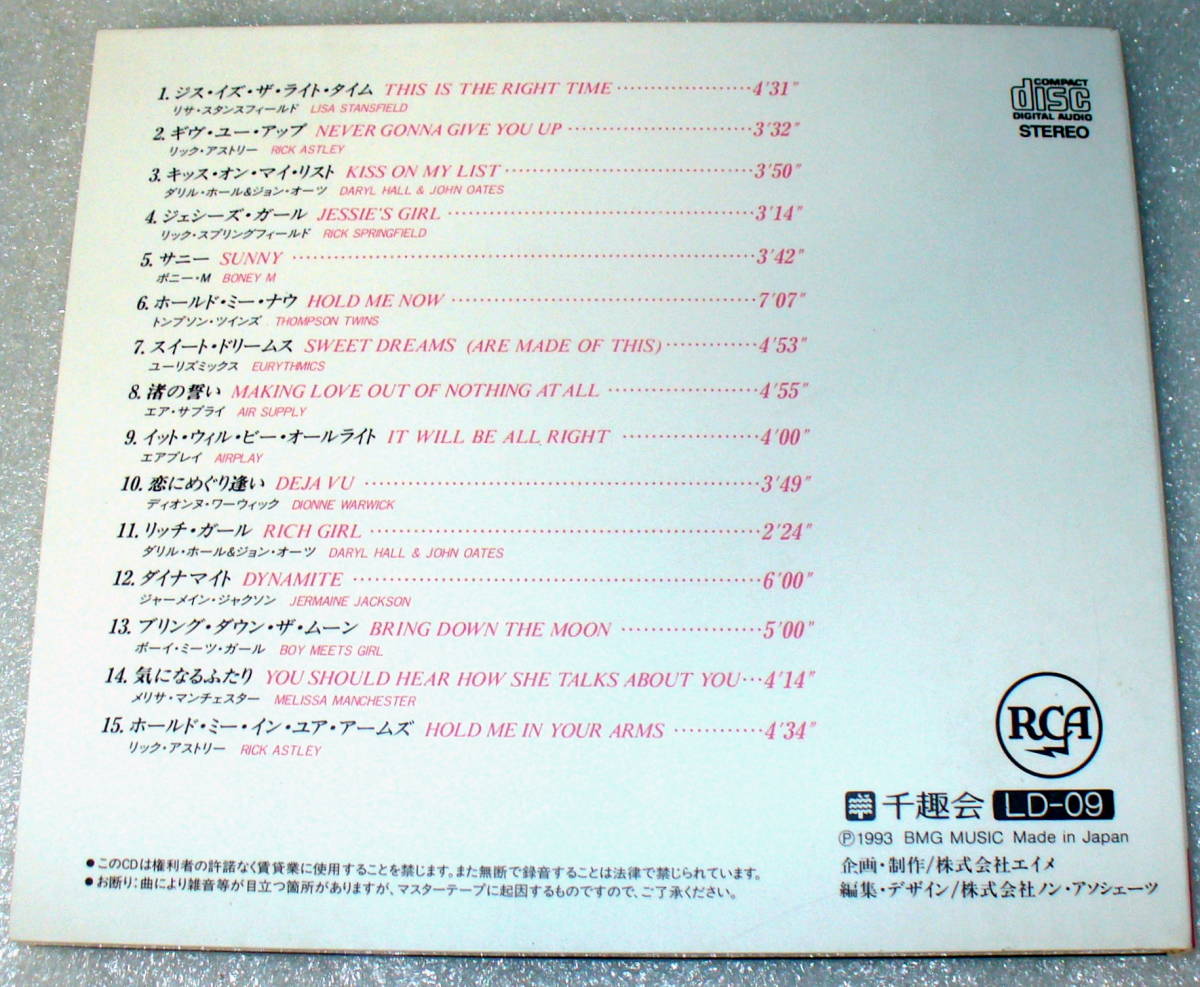 1. ジス・イズ・ザ・ライト・タイム THIS IS THE RIGHT TIME 4'31"
リサ・スタンスフィールド LISA STANSFIELD
2. ギヴ・ユー・アップ NEVER GONNA GIVE YOU UP 3'32"
リック・アストリー RICK ASTLEY
3. キッス・オン・マイ・リスト KISS ON MY LIST 3'50"
ダリル・ホール&ジョン・オーツ DARYL HALL & JOHN OATES
4. ジェシーズ・ガール JESSIE'S GIRL 3'14"
リック・スプリングフィールド RICK SPRINGFIELD
5. サニー SUNNY 3'42"
ボニー・M BONEY M
6. ホールド・ミー・ナウ HOLD ME NOW 7'07"
トンプソン・ツインズ THOMPSON TWINS
7. スイート・ドリームス SWEET DREAMS (ARE MADE OF THIS) 4'53"
ユーリズミックス EURYTHMICS
8. 渚の誓い MAKING LOVE OUT OF NOTHING AT ALL 4'55"
エア・サプライ AIR SUPPLY
9. イット・ウィル・ビー・オールライト IT WILL BE ALL RIGHT 4'00"
エアプレイ AIRPLAY
10. 恋にめぐり逢い DEJA VU 3'49"
ディオンヌ・ワーウィック DIONNE WARWICK
11. リッチ・ガール RICH GIRL 2'24"
ダリル・ホール&ジョン・オーツ DARYL HALL & JOHN OATES
12. ダイナマイト DYNAMITE 6'00"
ジャーメイン・ジャクソン JERMAINE JACKSON
13. ブリング・ダウン・ザ・ムーン BRING DOWN THE MOON 5'00"
ボーイ・ミーツ・ガール BOY MEETS GIRL
14. 気になるふたり YOU SHOULD HEAR HOW SHE TALKS ABOUT YOU 4'14"
メリサ・マンチェスター MELISSA MANCHESTER
15. ホールド・ミー・イン・ユア・アームズ HOLD ME IN YOUR ARMS 4'34"
リック・アストリー RICK ASTLEY
COMPACT
disc
DIGITAL AUDIO
STEREO
RCA
千趣会 LD-09
Ⓟ1993 BMG MUSIC Made in Japan
企画・制作/株式会社エイメ
編集・デザイン/株式会社ノン・アソシェーツ
●このCDは権利者の許諾なく賃貸業に使用することを禁じます。また無断で録音することは法律で禁じられています。
●お断り:曲により雑音等が目立つ箇所がありますが、マスターテープに起因するものですので、ご了承ください。